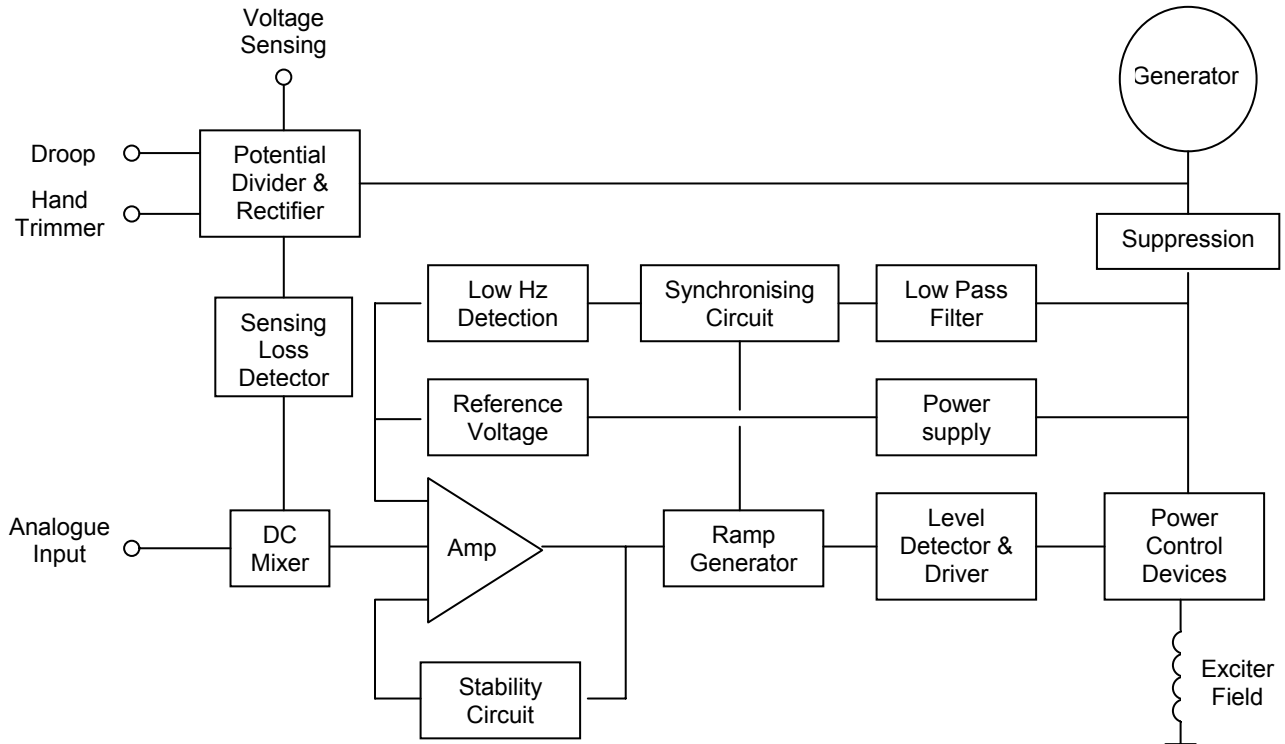 Voltage
Sensing
Generator
Droop
Hand
Trimmer
Potential
Divider &
Rectifier
Suppression
Low Hz
Detection
Synchronising
Circuit
Low Pass
Filter
Sensing
Loss
Detector
Reference
Voltage
Power
supply
Analogue
Input
DC
Mixer
Amp
Ramp
Generator
Level
Detector &
Driver
Power
Control
Devices
Stability
Circuit
Exciter
Field